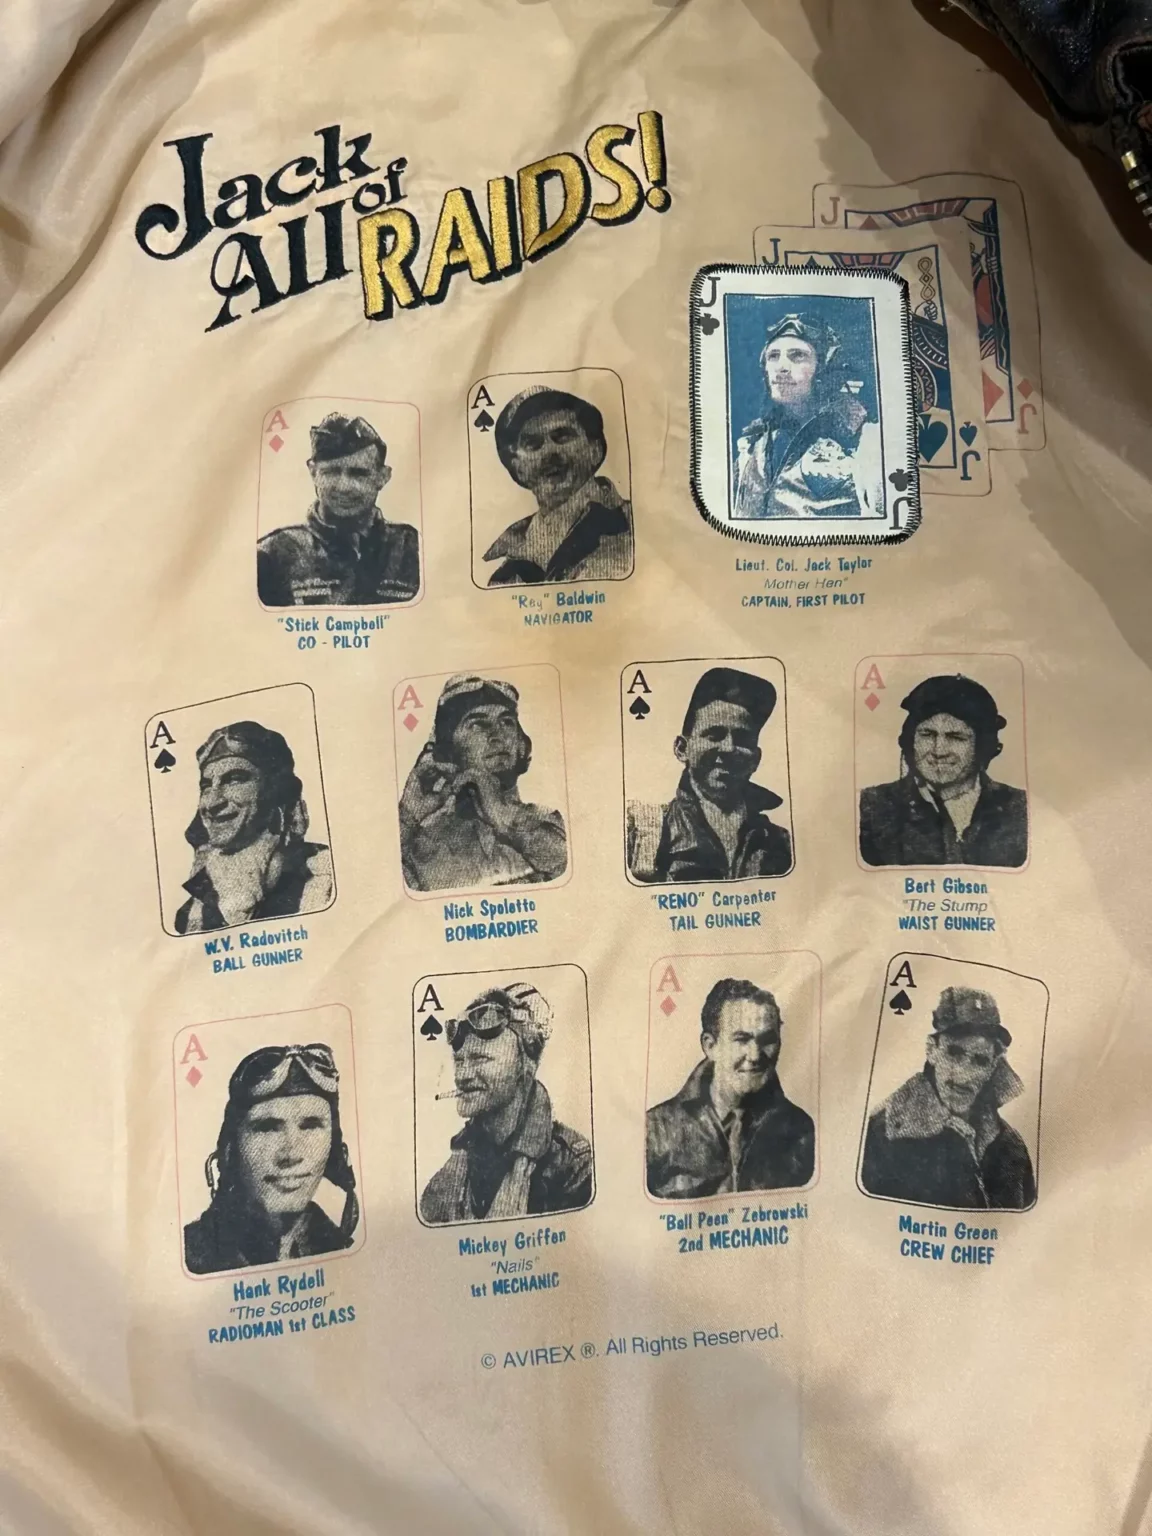 Jack of
All RAIDS!
J
J
J
J
J
J
A
A
"Stick Campbell"
CO - PILOT
"Rey" Baldwin
NAVIGATOR
Lieut. Col. Jack Taylor
Mother Hen"
CAPTAIN, FIRST PILOT
A
A
A
A
W.V. Radovitch
BALL GUNNER
Nick Spoletto
BOMBARDIER
"RENO" Carpenter
TAIL GUNNER
Bert Gibson
"The Stump
WAIST GUNNER
A
A
A
A
Hank Rydell
"The Scooter"
RADIOMAN 1st CLASS
Mickey Griffen
"Nails"
1st MECHANIC
"Ball Peen" Zebrowski
2nd MECHANIC
Martin Green
CREW CHIEF
© AVIREX ®. All Rights Reserved.